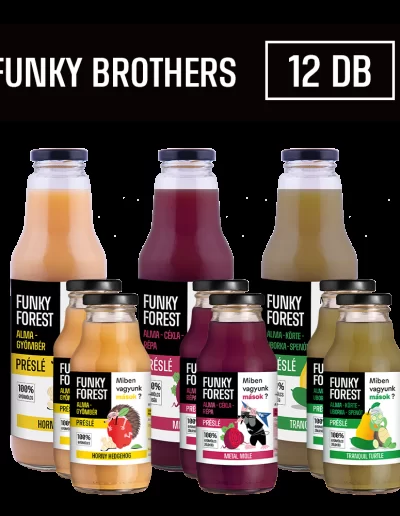 FUNKY BROTHERS 12 DB
FUNKY
FOREST
ALMA-
GYÖMBÉR
PRÉSLÉ
100%
GYÜMÖLCS
FUNKY
FOREST
ALMA-CÉKLA-
RÉPA
PRÉSLÉ
FUNKY
FOREST
ALMA-KÖRTE-
UBORKA-SPENÓT
PRÉSLÉ
FUNKY
FOREST
ALMA-
GYÖMBÉR
PRÉSLÉ
100%
GYÜMÖLCS
Miben
vagyunk
mások ?
HORNY HEDGEHOG
FUNKY
FOREST
ALMA-CÉKLA-
RÉPA
PRÉSLÉ
100%
Miben
vagyunk
mások ?
METAL MOLE
FUNKY
FOREST
ALMA-KÖRTE-
UBORKA-SPENÓT
PRÉSLÉ
100%
Miben
vagyunk
mások ?
TRANQUIL TURTLE